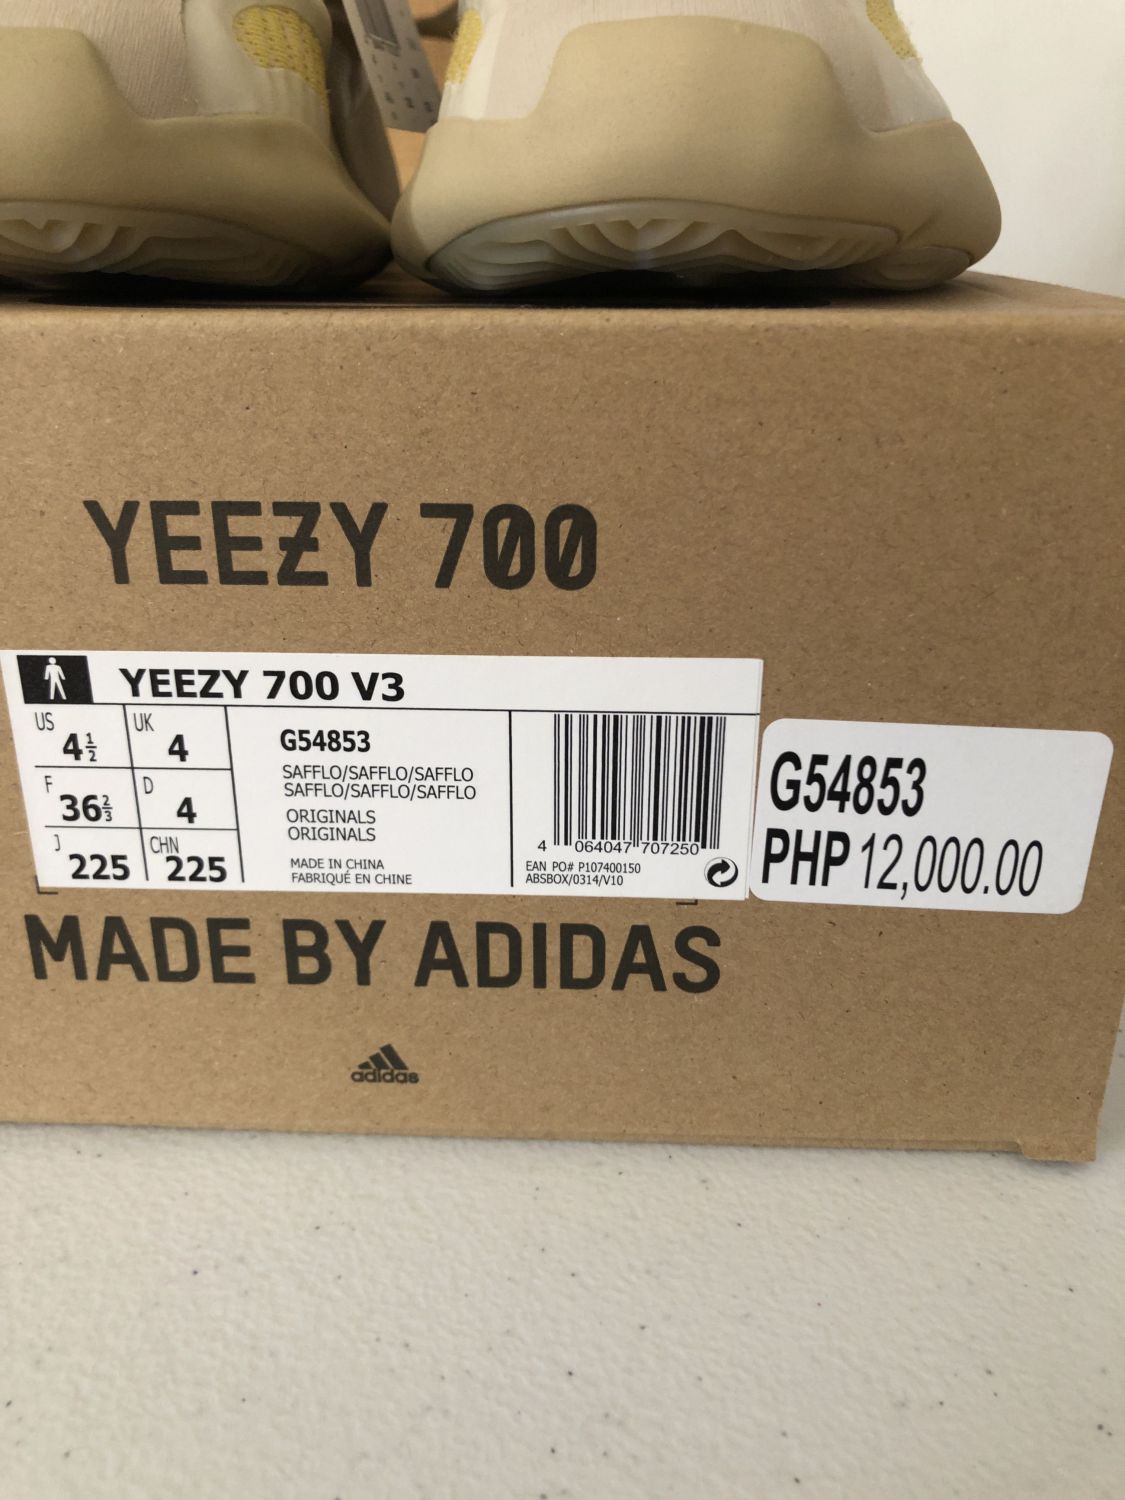 YEEZY 700
YEEZY 700 V3
US 4½ UK 4
F 36⅔ D 4
J 225 CHN 225
G54853
SAFFLO/SAFFLO/SAFFLO
SAFFLO/SAFFLO/SAFFLO
ORIGINALS
ORIGINALS
MADE IN CHINA
FABRIQUÉ EN CHINE
4 064047 707250
EAN PO# P107400150
ABSBOX/0314/V10
G54853
PHP 12,000.00
MADE BY ADIDAS
adidas